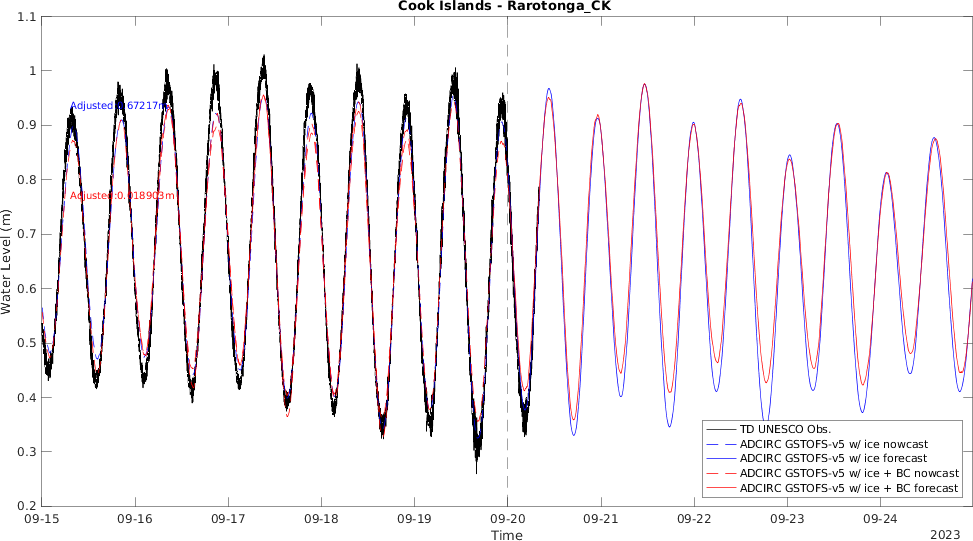 Cook Islands - Rarotonga_CK
1.1
1
0.9
0.8
0.7
0.6
0.5
0.4
0.3
0.2
Water Level (m)
Adjusted
67217m
Adjusted:0.018903m
09-15 09-16 09-17 09-18 09-19 09-20 09-21 09-22 09-23 09-24
Time
2023
TD UNESCO Obs.
ADCIRC GSTOFS-v5 w/ ice nowcast
ADCIRC GSTOFS-v5 w/ ice forecast
ADCIRC GSTOFS-v5 w/ ice + BC nowcast
ADCIRC GSTOFS-v5 w/ ice + BC forecast